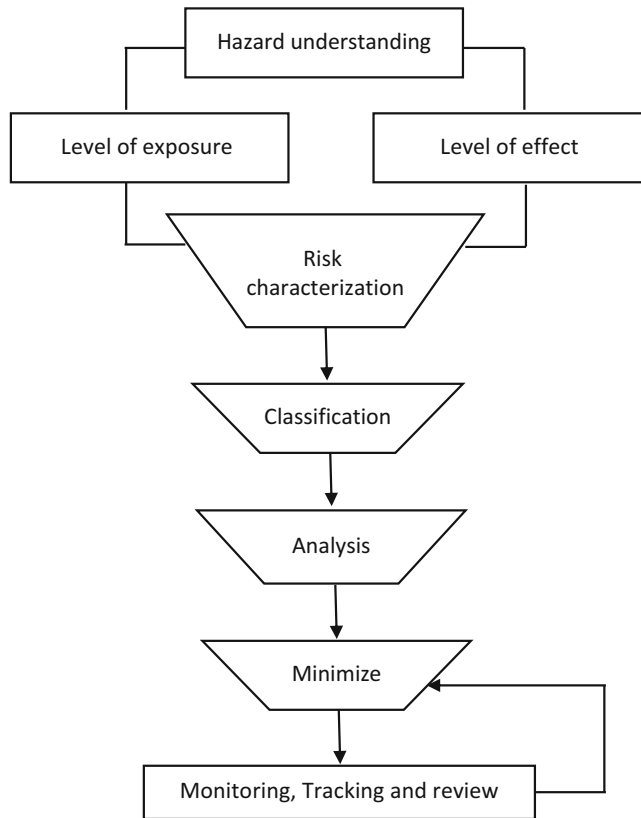 Hazard understanding
Level of exposure
Level of effect
Risk
characterization
Classification
Analysis
Minimize
Monitoring, Tracking and review